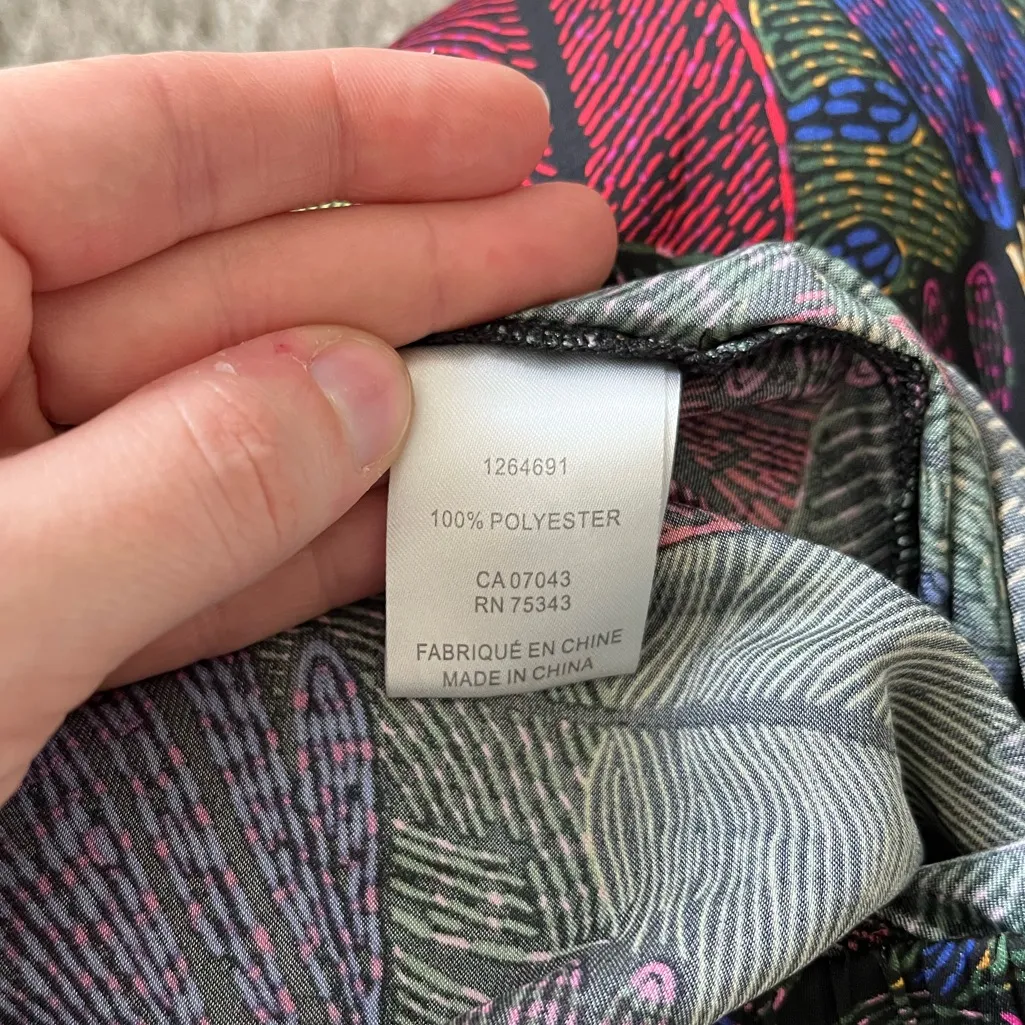 1264691
100% POLYESTER
CA 07043
RN 75343
FABRIQUÉ EN CHINE
MADE IN CHINA